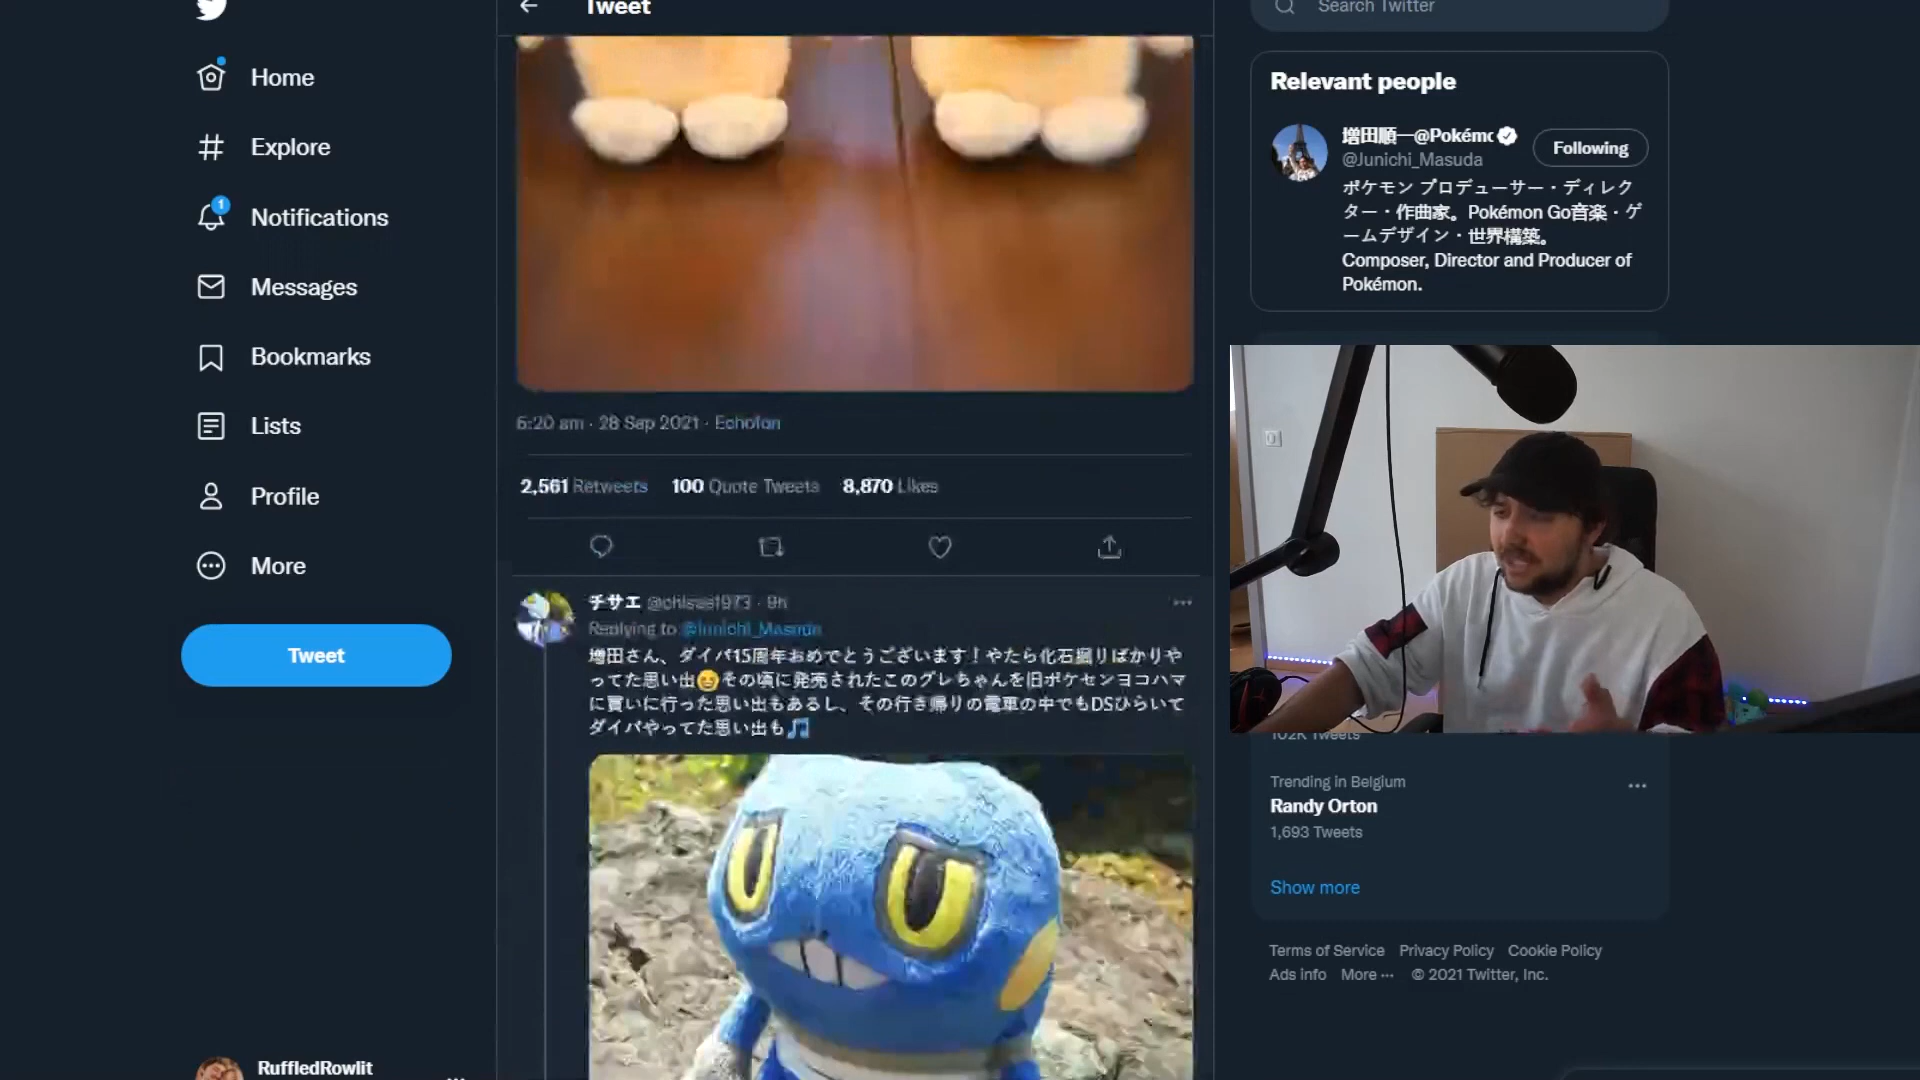 Tweet
Search Twitter
Home
Explore
1
Notifications
Messages
Bookmarks
Lists
Profile
More
Tweet
RuffledRowlit
6:20 am · 28 Sep 2021 · Echofon
2,561 Retweets 100 Quote Tweets 8,870 Likes
チサエ · 9h
Replying to @Junichi_Masuda
増田さん、ダイパ15周年おめでとうございます！やたら化石掘りばかりや
ってた思い出😆その頃に発売されたこのグレちゃんを旧ポケセンヨコハマ
に買いに行った思い出もあるし、その行き帰りの電車の中でもDSひらいて
ダイパやってた思い出も🎵
Relevant people
増田順一@Pokémo
@Junichi_Masuda
Following
ポケモン プロデューサー・ディレク
ター・作曲家。Pokémon Go音楽・ゲ
ームデザイン・世界構築。
Composer, Director and Producer of
Pokémon.
102K Tweets
Trending in Belgium
Randy Orton
1,693 Tweets
Show more
Terms of Service Privacy Policy Cookie Policy
Ads info More ··· © 2021 Twitter, Inc.